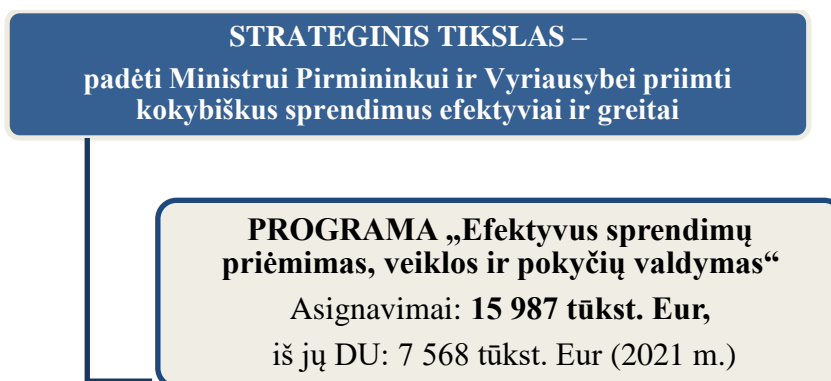 STRATEGINIS TIKSLAS –
padėti Ministrui Pirmininkui ir Vyriausybei priimti
kokybiškus sprendimus efektyviai ir greitai
PROGRAMA „Efektyvus sprendimų
priėmimas, veiklos ir pokyčių valdymas“
Asignavimai: 15 987 tūkst. Eur,
iš jų DU: 7 568 tūkst. Eur (2021 m.)